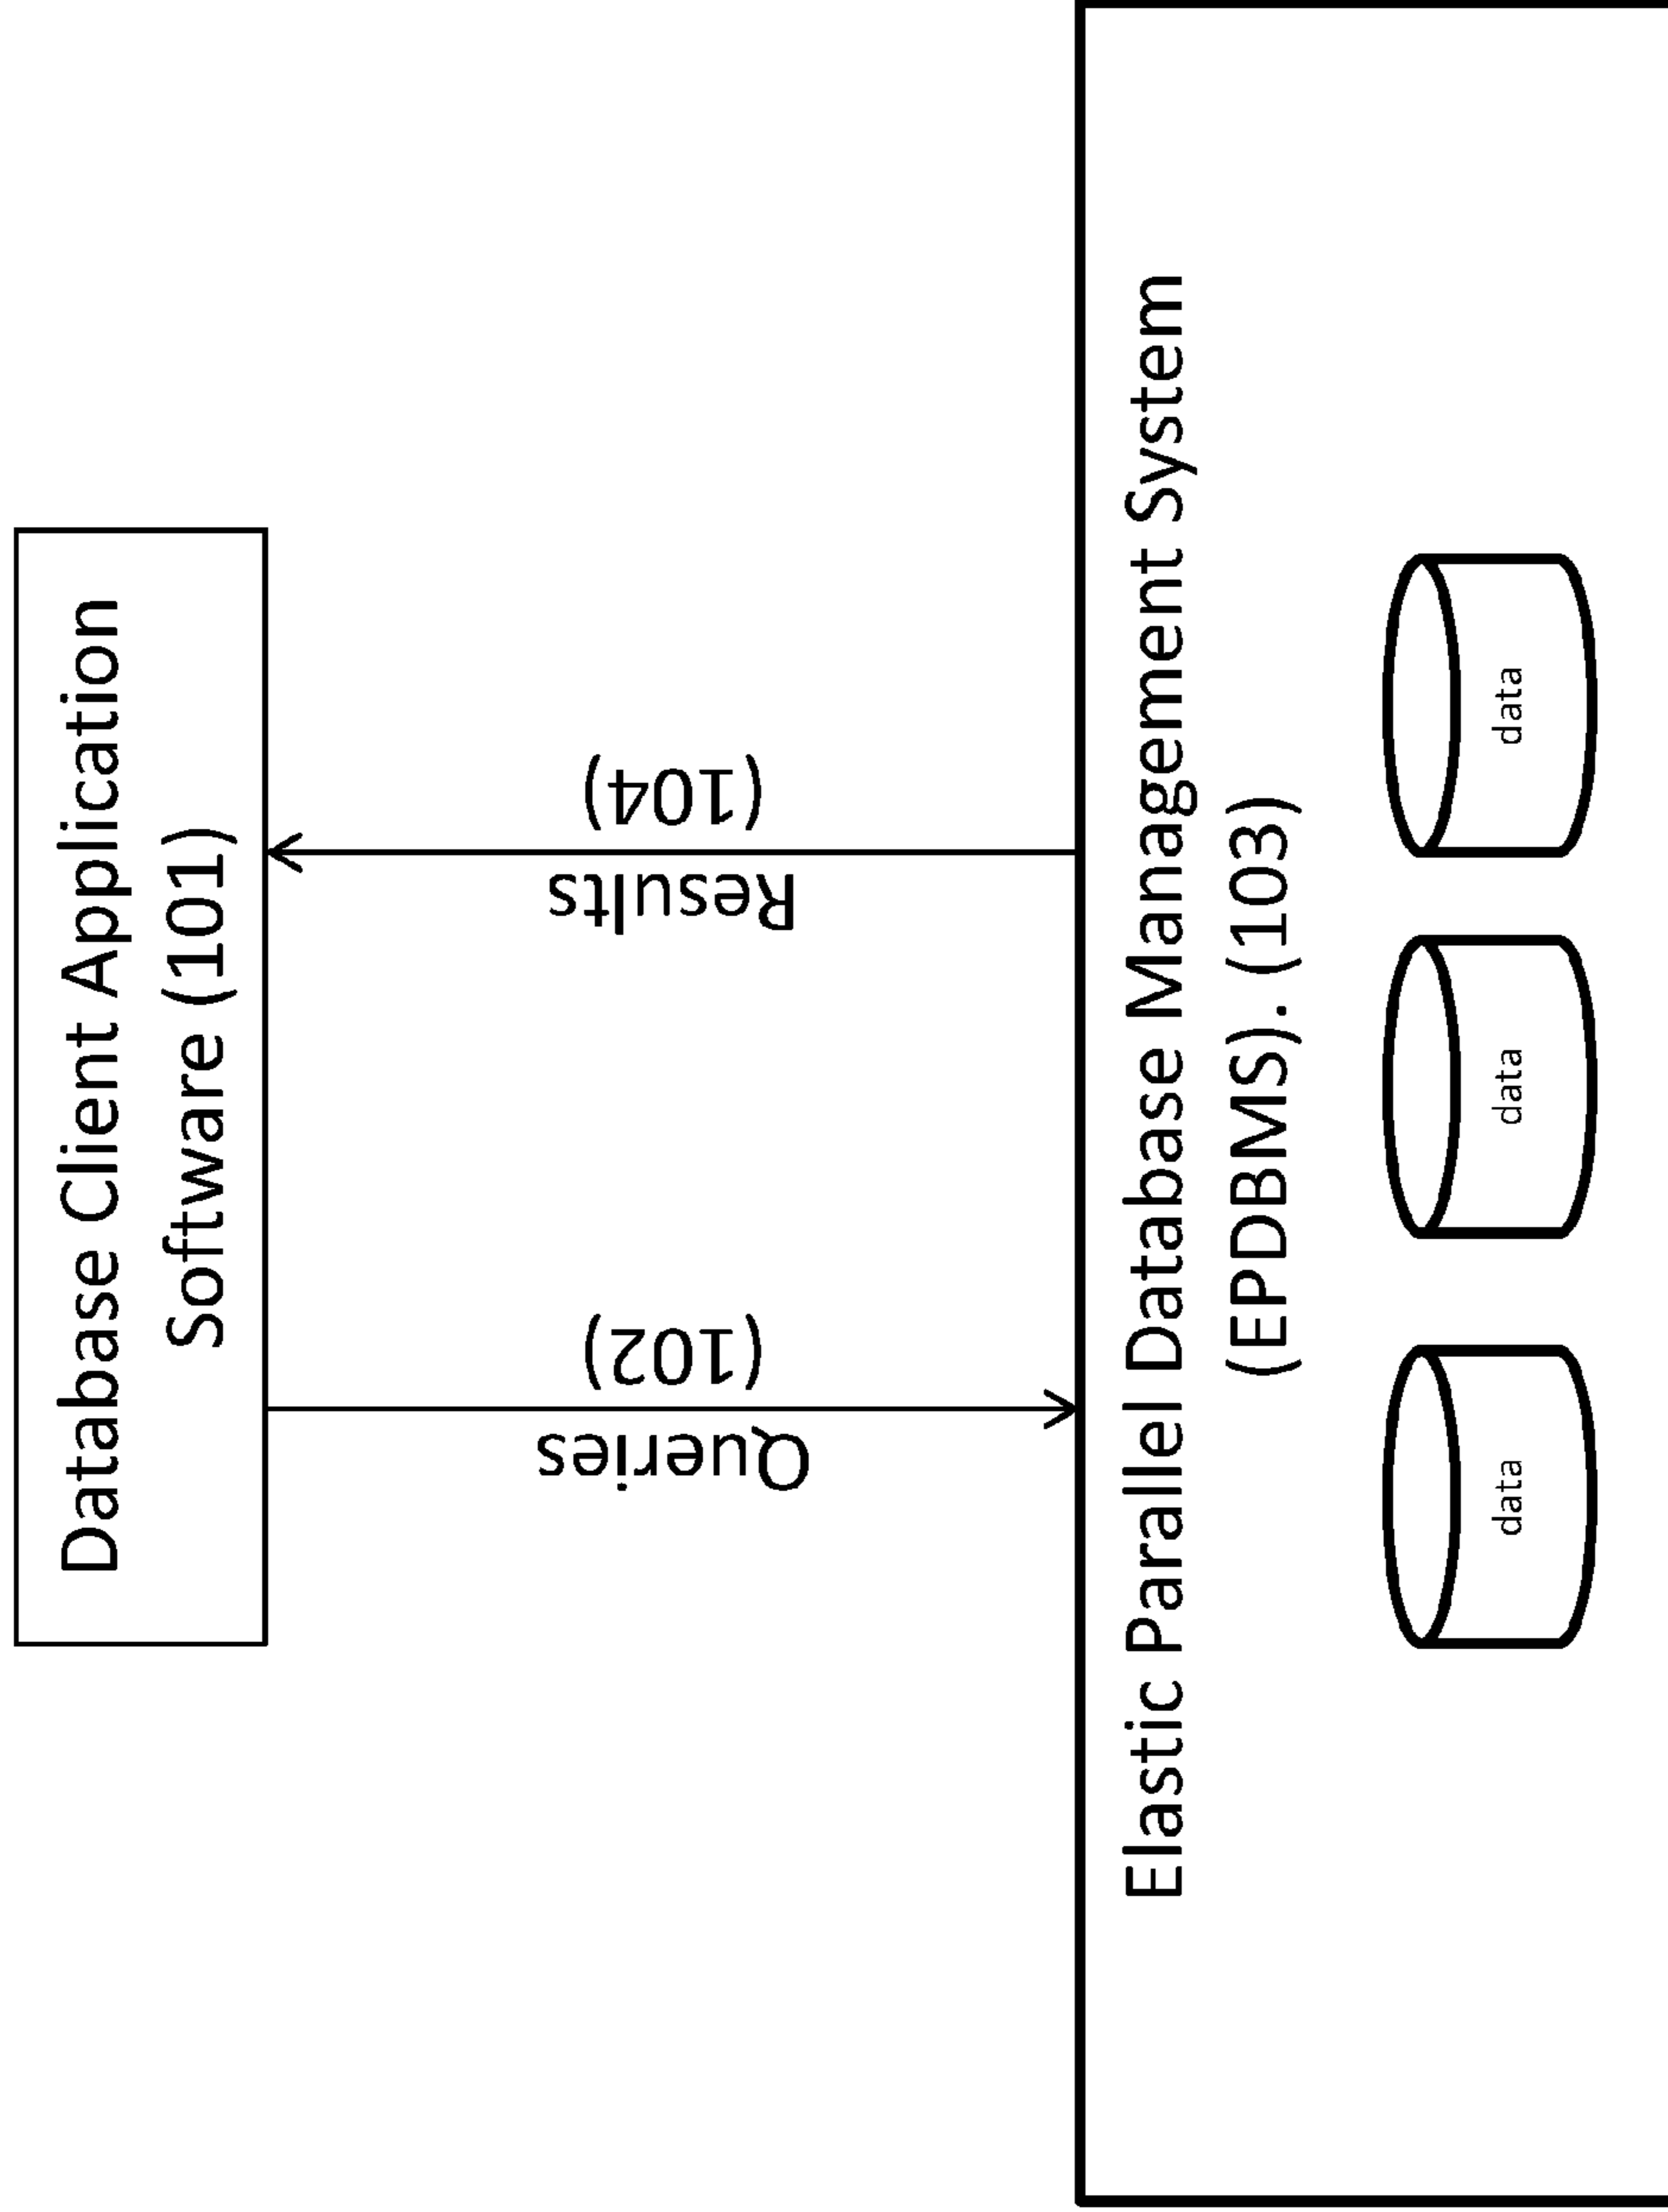 Database Client Application
Software (101)
Queries
(102)
Results
(104)
Elastic Parallel Database Management System
(EPDBMS). (103)
data
data
data